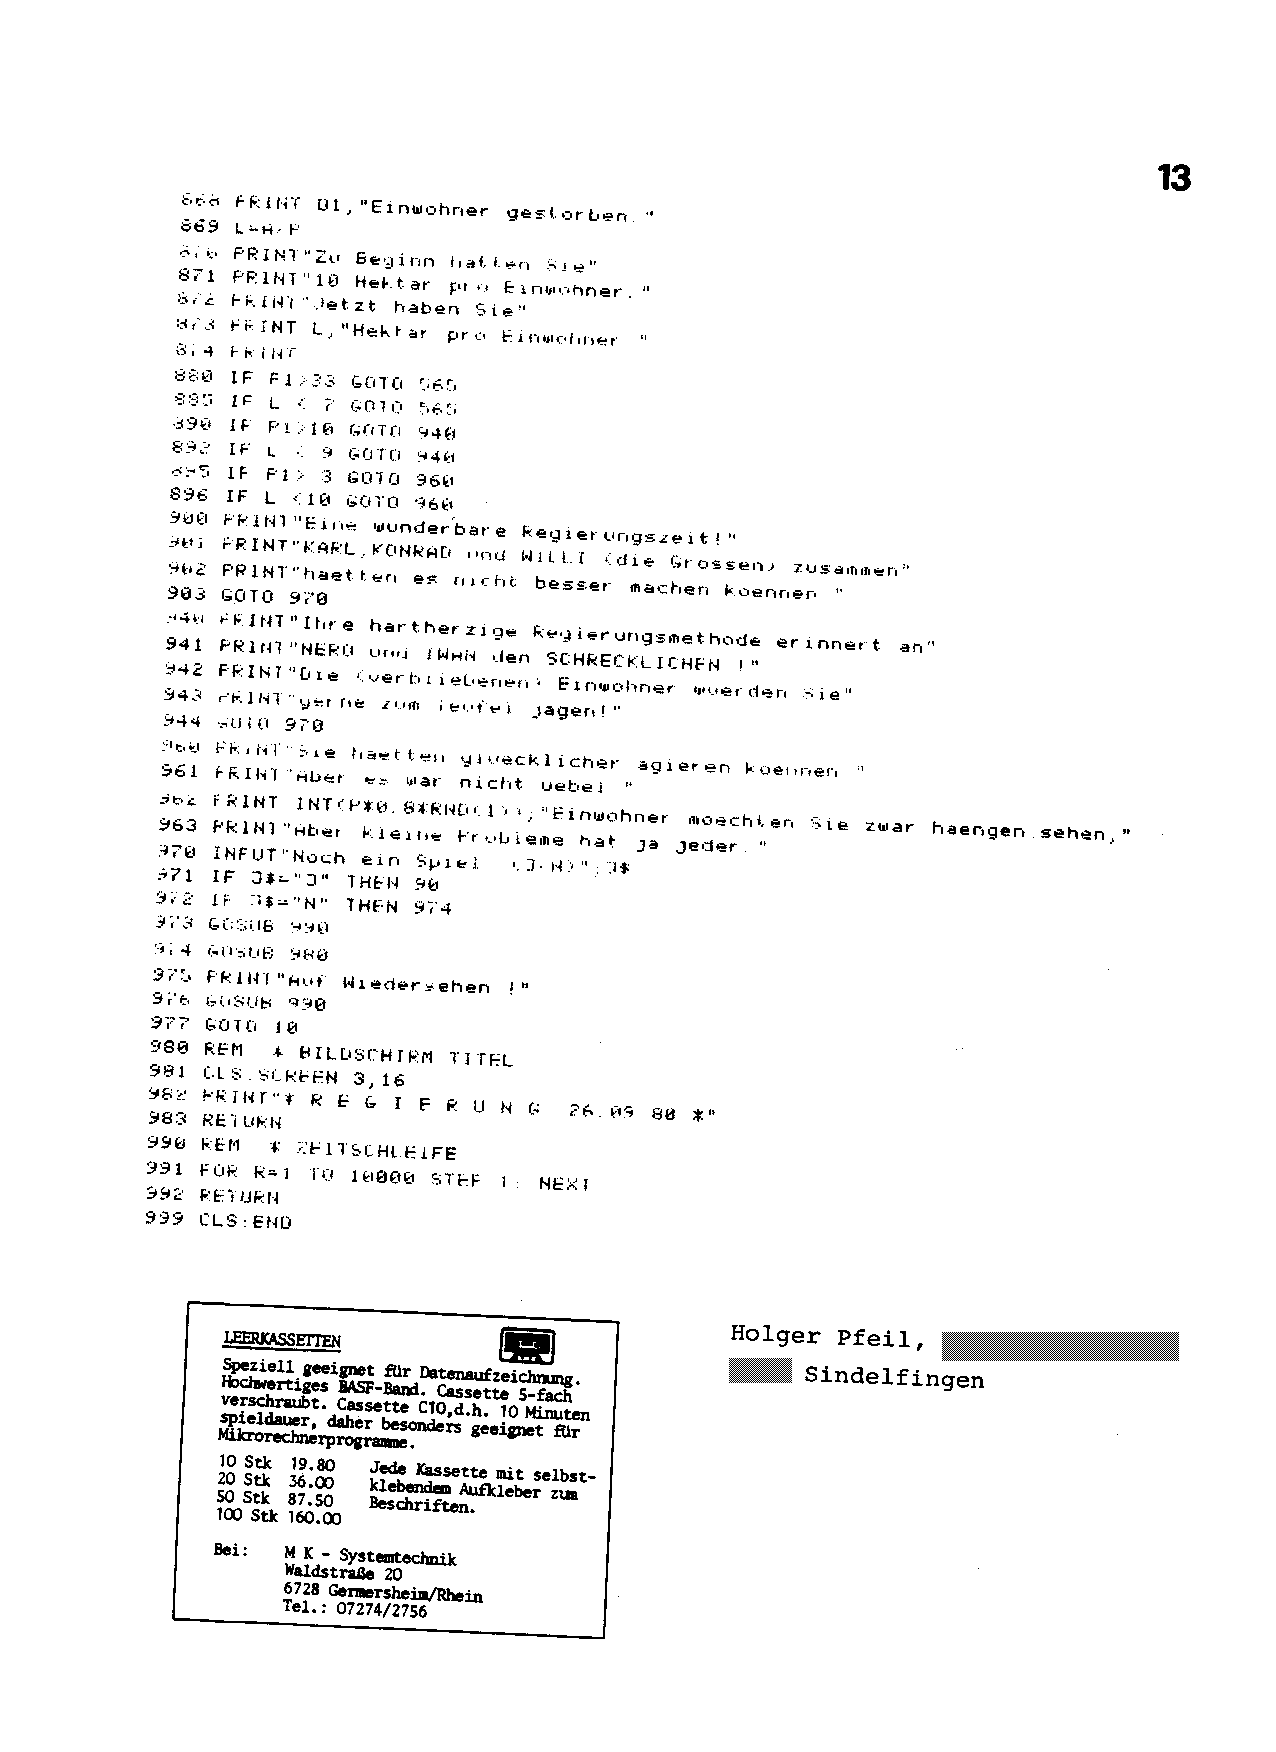 13
868 PRINT D1,"Einwohner gestorben."
869 L=A/P
870 PRINT"Zu Beginn hatten Sie"
871 PRINT"10 Hektar pro Einwohner."
872 PRINT"Jetzt haben Sie"
873 PRINT L,"Hektar pro Einwohner "
874 PRINT
880 IF P1>33 GOTO 565
885 IF L < 7 GOTO 565
890 IF P1>10 GOTO 940
892 IF L < 9 GOTO 940
895 IF P1> 3 GOTO 960
896 IF L <10 GOTO 960
900 PRINT"Eine wunderbare Regierungszeit!"
901 PRINT"KARL,KONRAD und WILLI (die Grossen) zusammen"
902 PRINT"haetten es nicht besser machen koennen "
903 GOTO 970
940 PRINT"Ihre hartherzige Regierungsmethode erinnert an"
941 PRINT"NERO und IWAN den SCHRECKLICHEN !"
942 PRINT"Die (verbliebenen) Einwohner wuerden Sie"
943 PRINT"gerne zum Teufel jagen!"
944 GOTO 970
960 PRINT"Sie haetten gluecklicher agieren koennen "
961 PRINT"Aber es war nicht uebel "
962 PRINT INT(P*0.8*RND(1)),"Einwohner moechten Sie zwar haengen sehen,"
963 PRINT"Aber kleine Probleme hat ja jeder."
970 INPUT"Noch ein Spiel (J/N)";J$
971 IF J$="J" THEN 90
972 IF J$="N" THEN 974
973 GOSUB 990
974 GOSUB 980
975 PRINT"Auf Wiedersehen !"
976 GOSUB 990
977 GOTO 10
980 REM * BILDSCHIRM TITEL
981 CLS:SCREEN 3,16
982 PRINT"* R E G I E R U N G 26.09 80 *"
983 RETURN
990 REM * ZEITSCHLEIFE
991 FOR R=1 TO 10000 STEP 1: NEXT
992 RETURN
999 CLS:END
LEERKASSETTEN
Speziell geeignet für Datenaufzeichnung.
Hochwertiges BASF-Band. Cassette 5-fach
verschraubt. Cassette C10,d.h. 10 Minuten
spieldauer, daher besonders geeignet für
Mikrorechnerprogramme.
10 Stk 19.80 Jede Kassette mit selbst-
20 Stk 36.00 klebendem Aufkleber zum
50 Stk 87.50 Beschriften.
100 Stk 160.00
Bei: M K - Systemtechnik
Waldstraße 20
6728 Germersheim/Rhein
Tel.: 07274/2756
Holger Pfeil,
Sindelfingen